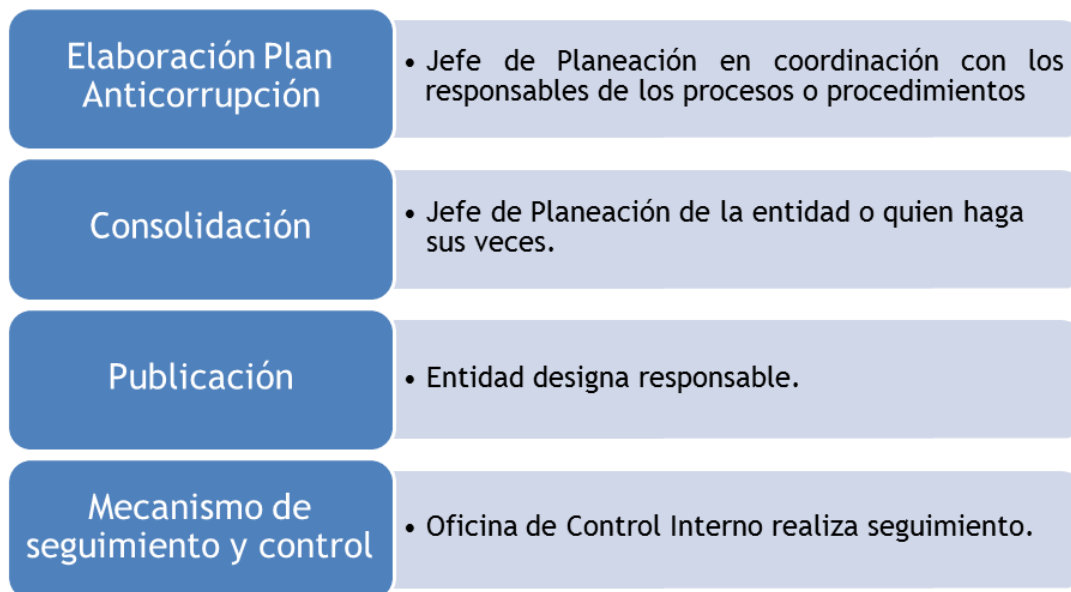 Elaboración Plan
Anticorrupción
• Jefe de Planeación en coordinación con los
responsables de los procesos o procedimientos
Consolidación
• Jefe de Planeación de la entidad o quien haga
sus veces.
Publicación
• Entidad designa responsable.
Mecanismo de
seguimiento y control
• Oficina de Control Interno realiza seguimiento.